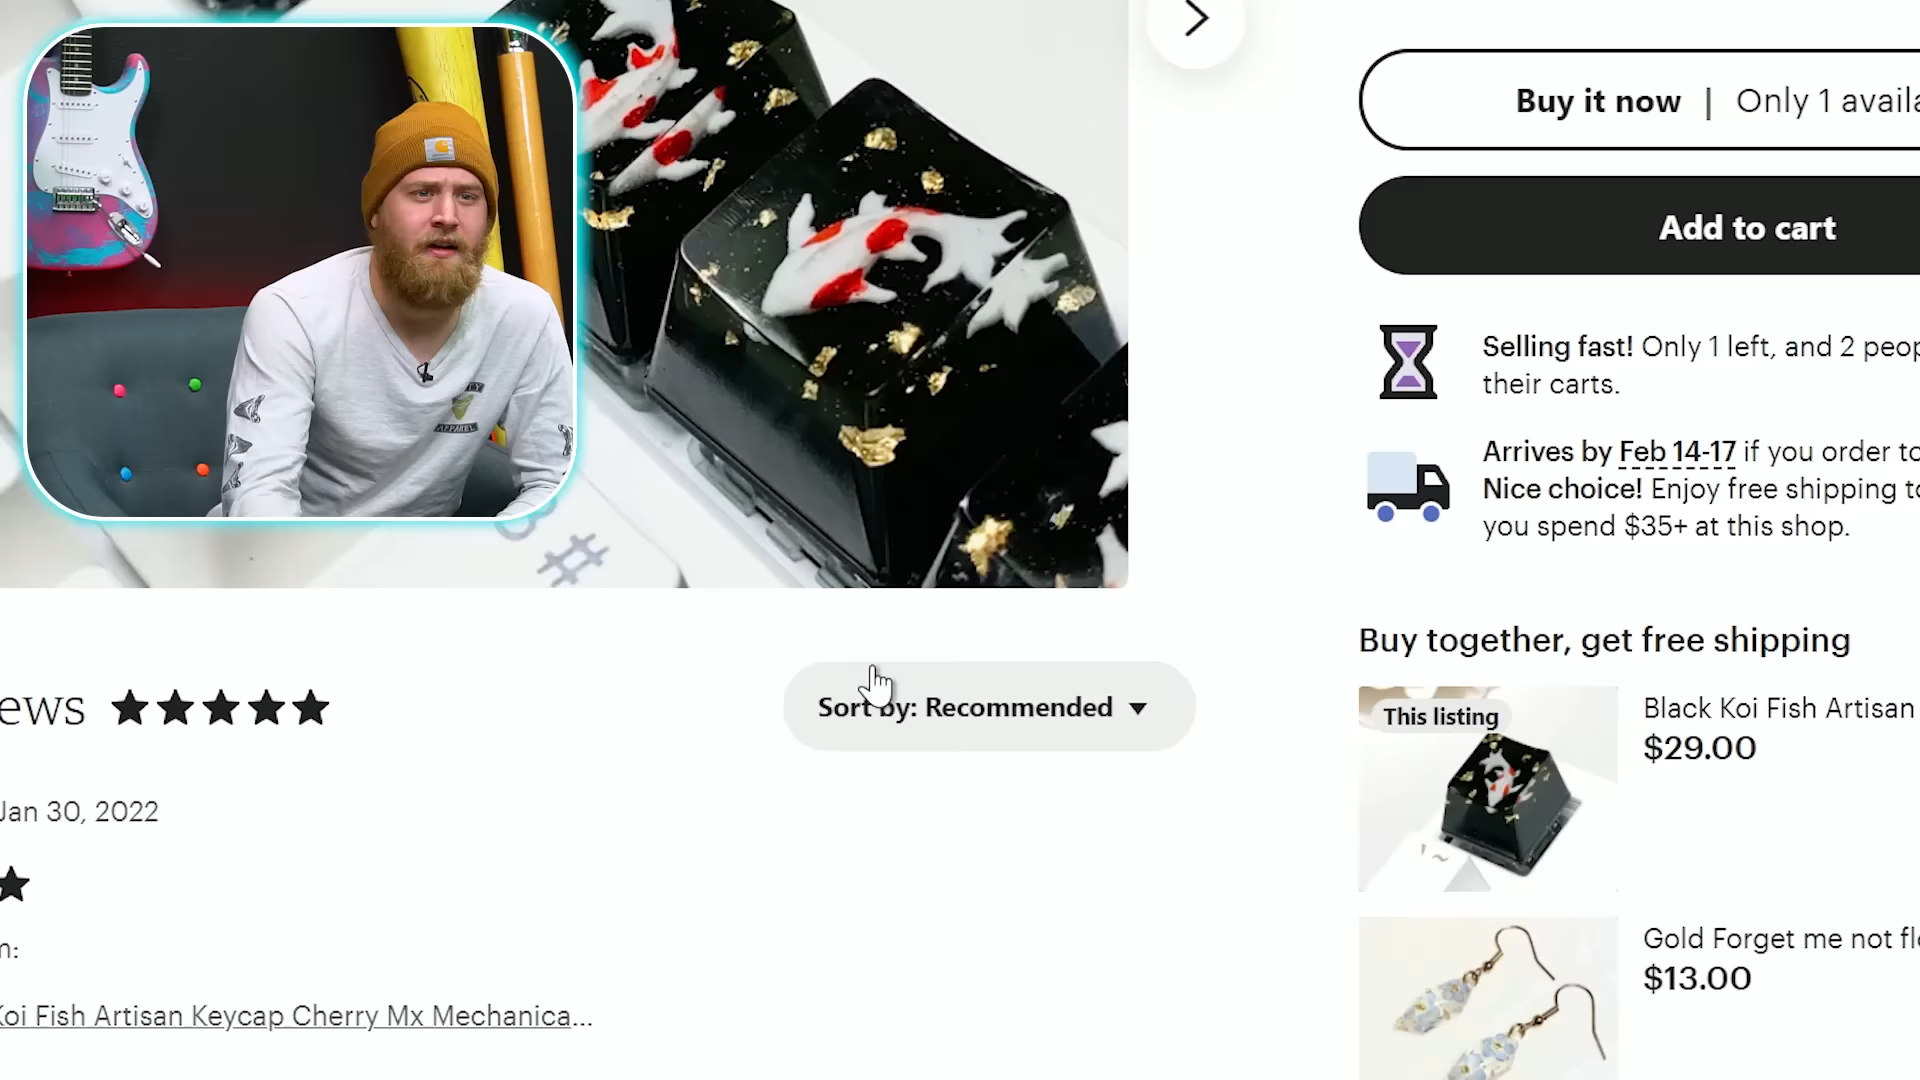 Buy it now | Only 1 availa
Add to cart
Selling fast! Only 1 left, and 2 peop
their carts.
Arrives by Feb 14-17 if you order to
Nice choice! Enjoy free shipping to
you spend $35+ at this shop.
Buy together, get free shipping
This listing
Black Koi Fish Artisan
$29.00
Gold Forget me not fl
$13.00
#
APPAREL
ews
Sort by: Recommended
Jan 30, 2022
n:
Koi Fish Artisan Keycap Cherry Mx Mechanica...